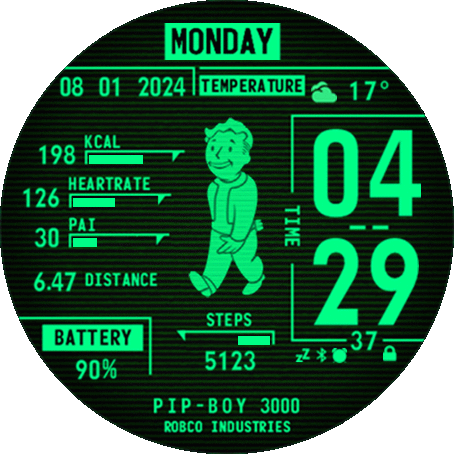 MONDAY
08 01 2024 TEMPERATURE 17°
KCAL
198
HEARTRATE
126
PAI
30
6.47 DISTANCE
04
TIME
29
37
zZ
STEPS
5123
BATTERY
90%
PIP-BOY 3000
ROBCO INDUSTRIES